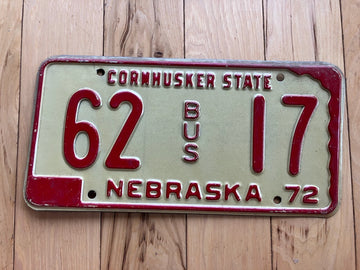 CORNHUSKER STATE
62 BUS 17
NEBRASKA 72